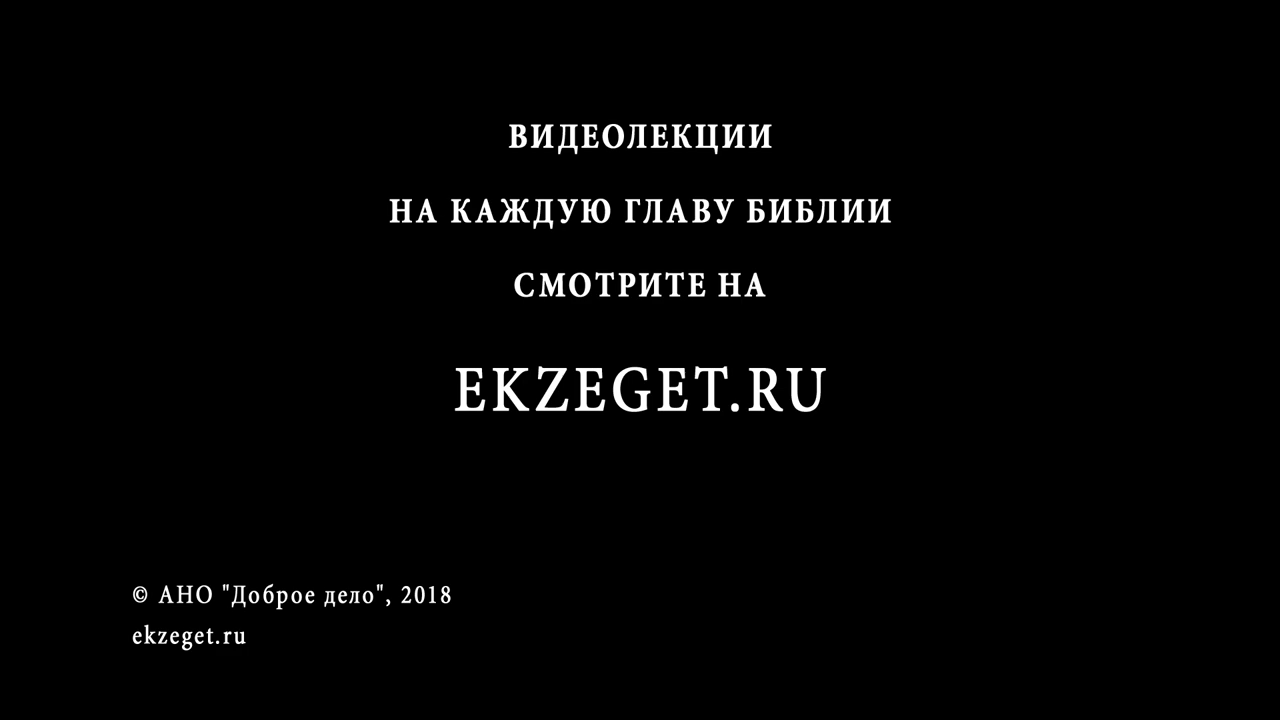 ВИДЕОЛЕКЦИИ
НА КАЖДУЮ ГЛАВУ БИБЛИИ
СМОТРИТЕ НА
EKZEGET.RU
© АНО "Доброе дело", 2018
ekzeget.ru